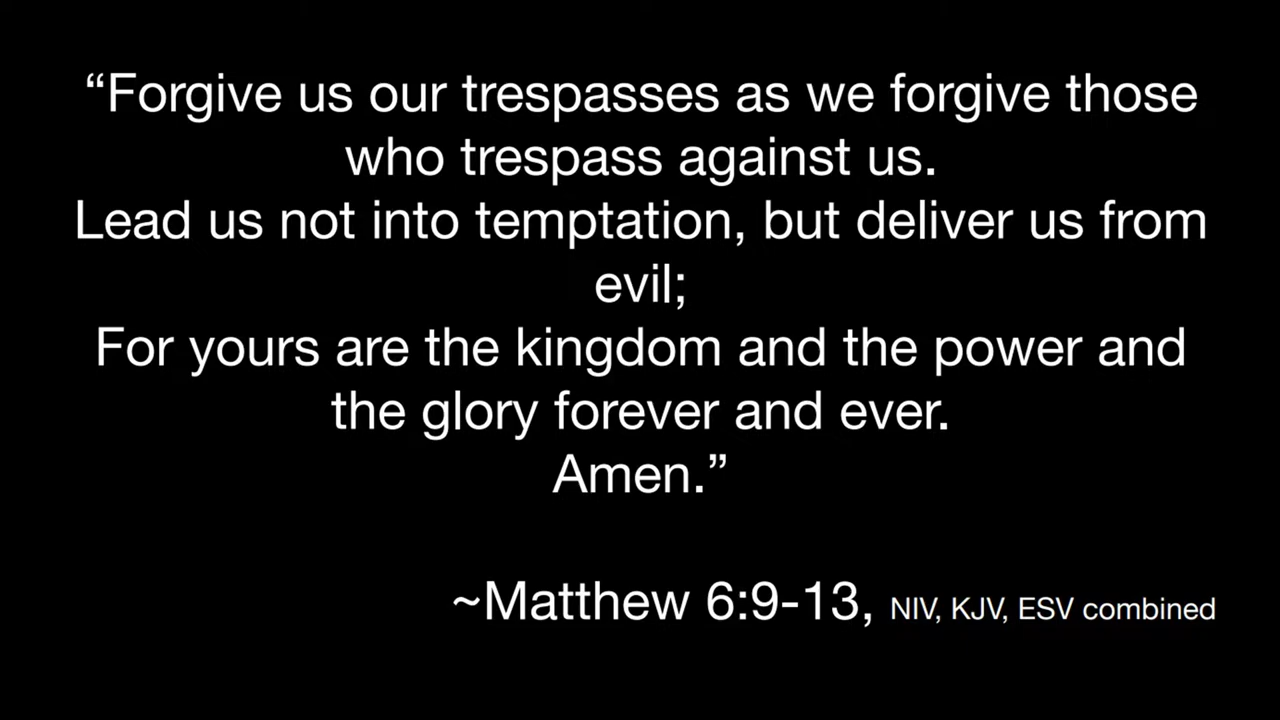 “Forgive us our trespasses as we forgive those
who trespass against us.
Lead us not into temptation, but deliver us from
evil;
For yours are the kingdom and the power and
the glory forever and ever.
Amen.”
~Matthew 6:9-13, NIV, KJV, ESV combined